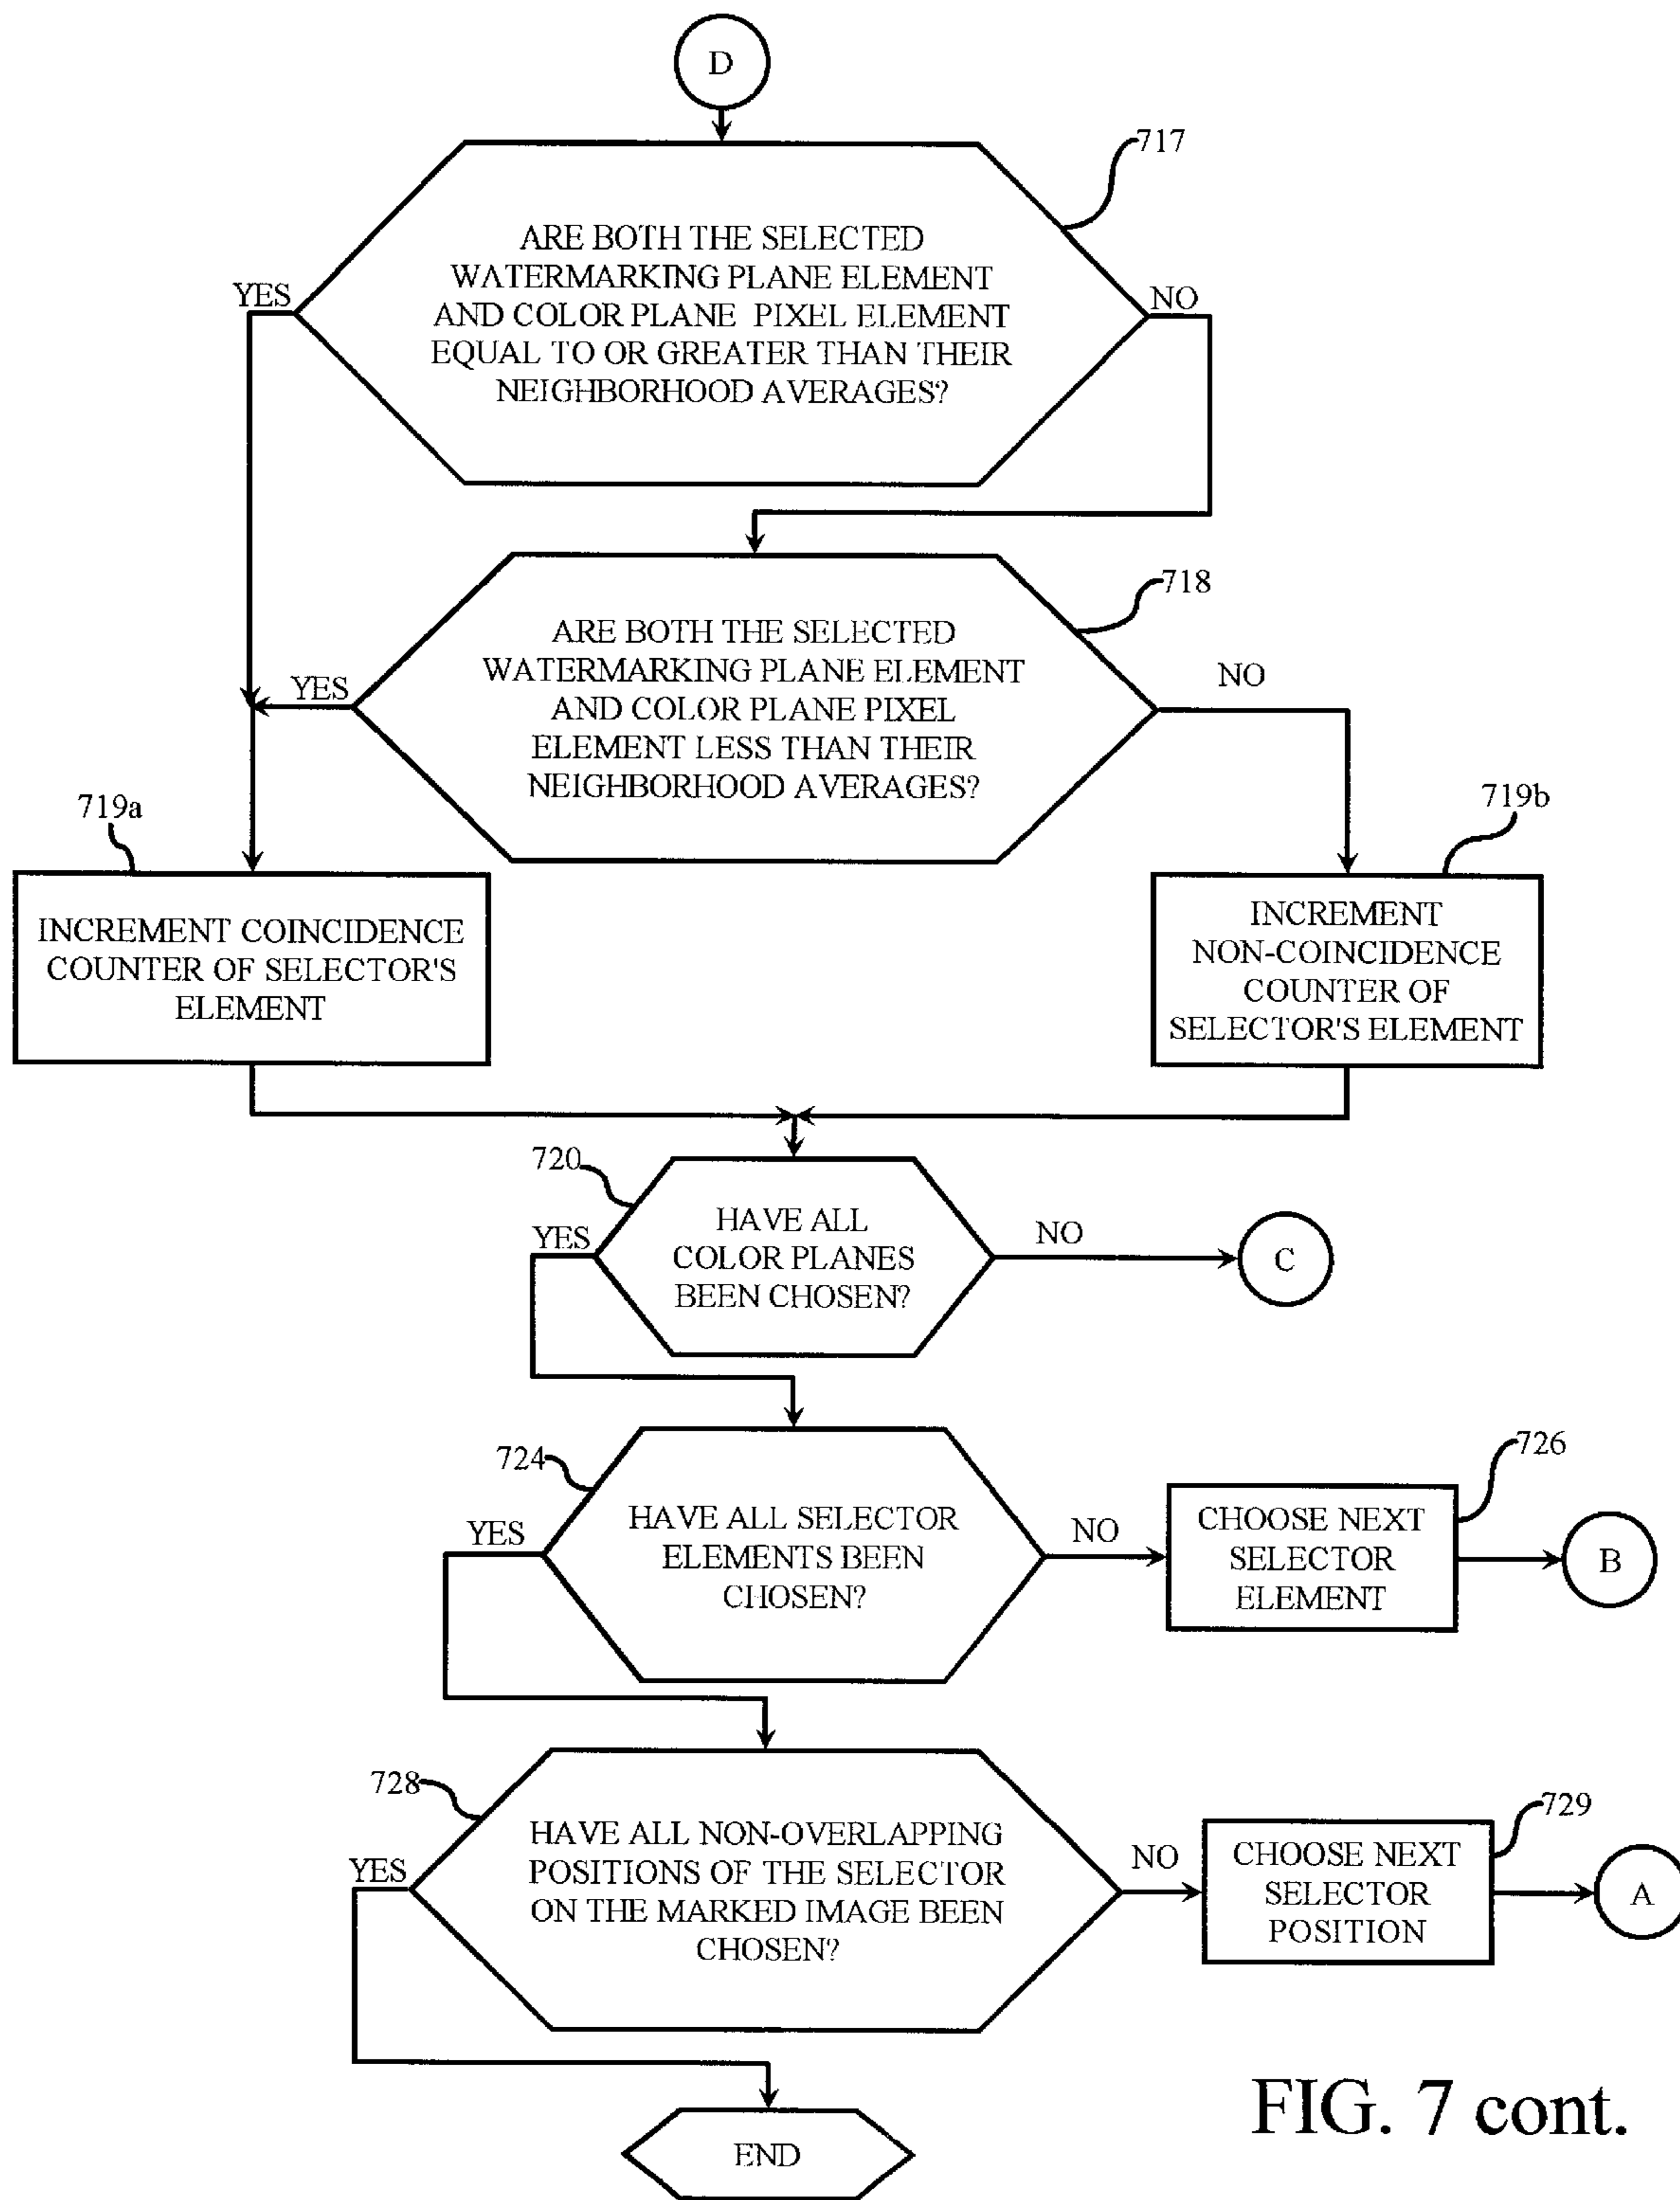 D
717
ARE BOTH THE SELECTED
WATERMARKING PLANE ELEMENT
AND COLOR PLANE PIXEL ELEMENT
EQUAL TO OR GREATER THAN THEIR
NEIGHBORHOOD AVERAGES?
YES
NO
718
ARE BOTH THE SELECTED
WATERMARKING PLANE ELEMENT
AND COLOR PLANE PIXEL
ELEMENT LESS THAN THEIR
NEIGHBORHOOD AVERAGES?
YES
NO
719a
INCREMENT COINCIDENCE
COUNTER OF SELECTOR'S
ELEMENT
719b
INCREMENT
NON-COINCIDENCE
COUNTER OF
SELECTOR'S ELEMENT
720
HAVE ALL
COLOR PLANES
BEEN CHOSEN?
YES
NO
C
724
HAVE ALL SELECTOR
ELEMENTS BEEN
CHOSEN?
YES
NO
726
CHOOSE NEXT
SELECTOR
ELEMENT
B
728
HAVE ALL NON-OVERLAPPING
POSITIONS OF THE SELECTOR
ON THE MARKED IMAGE BEEN
CHOSEN?
YES
NO
729
CHOOSE NEXT
SELECTOR
POSITION
A
END
FIG. 7 cont.